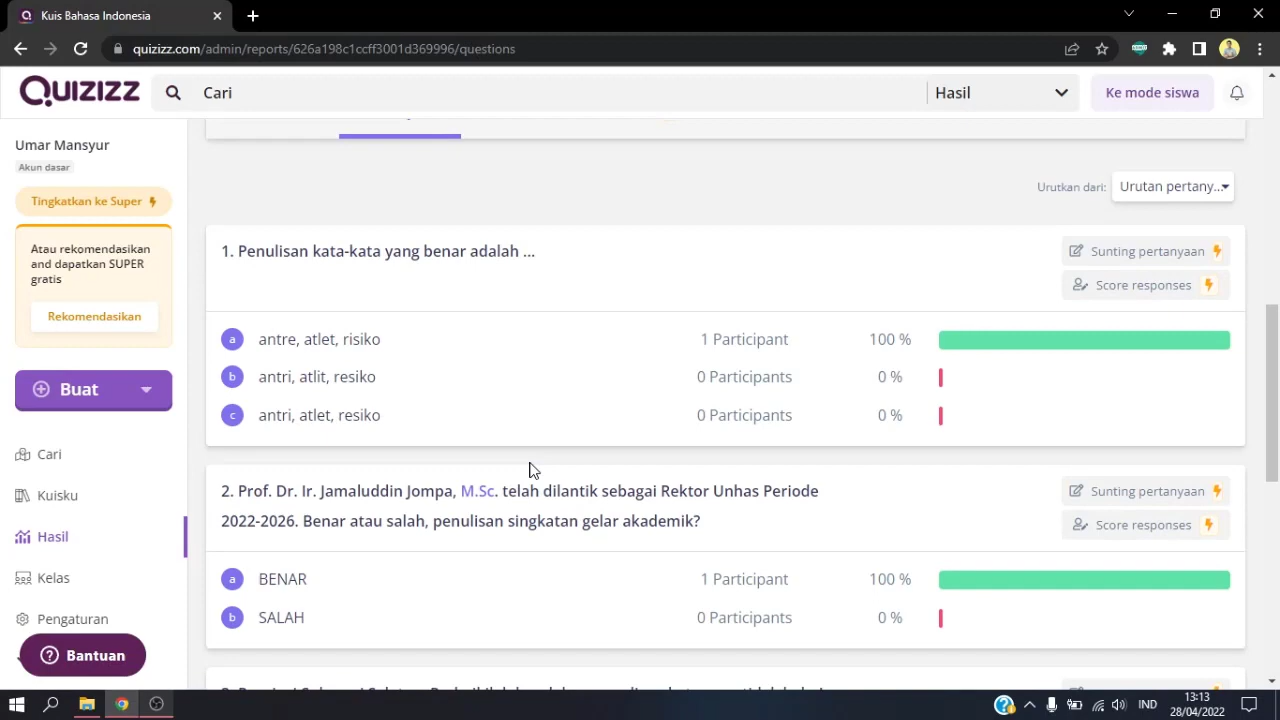 Kuis Bahasa Indonesia
quizizz.com/admin/reports/626a198c1ccff3001d369996/questions
QUIZIZZ
Cari
Hasil
Ke mode siswa
Umar Mansyur
Akun dasar
Tingkatkan ke Super
Atau rekomendasikan
and dapatkan SUPER
gratis
Rekomendasikan
Buat
Cari
Kuisku
Hasil
Kelas
Pengaturan
Bantuan
Urutkan dari:
Urutan pertany...
1. Penulisan kata-kata yang benar adalah ...
Sunting pertanyaan
Score responses
a antre, atlet, risiko 1 Participant 100 %
b antri, atlit, resiko 0 Participants 0 %
c antri, atlet, resiko 0 Participants 0 %
2. Prof. Dr. Ir. Jamaluddin Jompa, M.Sc. telah dilantik sebagai Rektor Unhas Periode
2022-2026. Benar atau salah, penulisan singkatan gelar akademik?
Sunting pertanyaan
Score responses
a BENAR 1 Participant 100 %
b SALAH 0 Participants 0 %
IND
13:13
28/04/2022